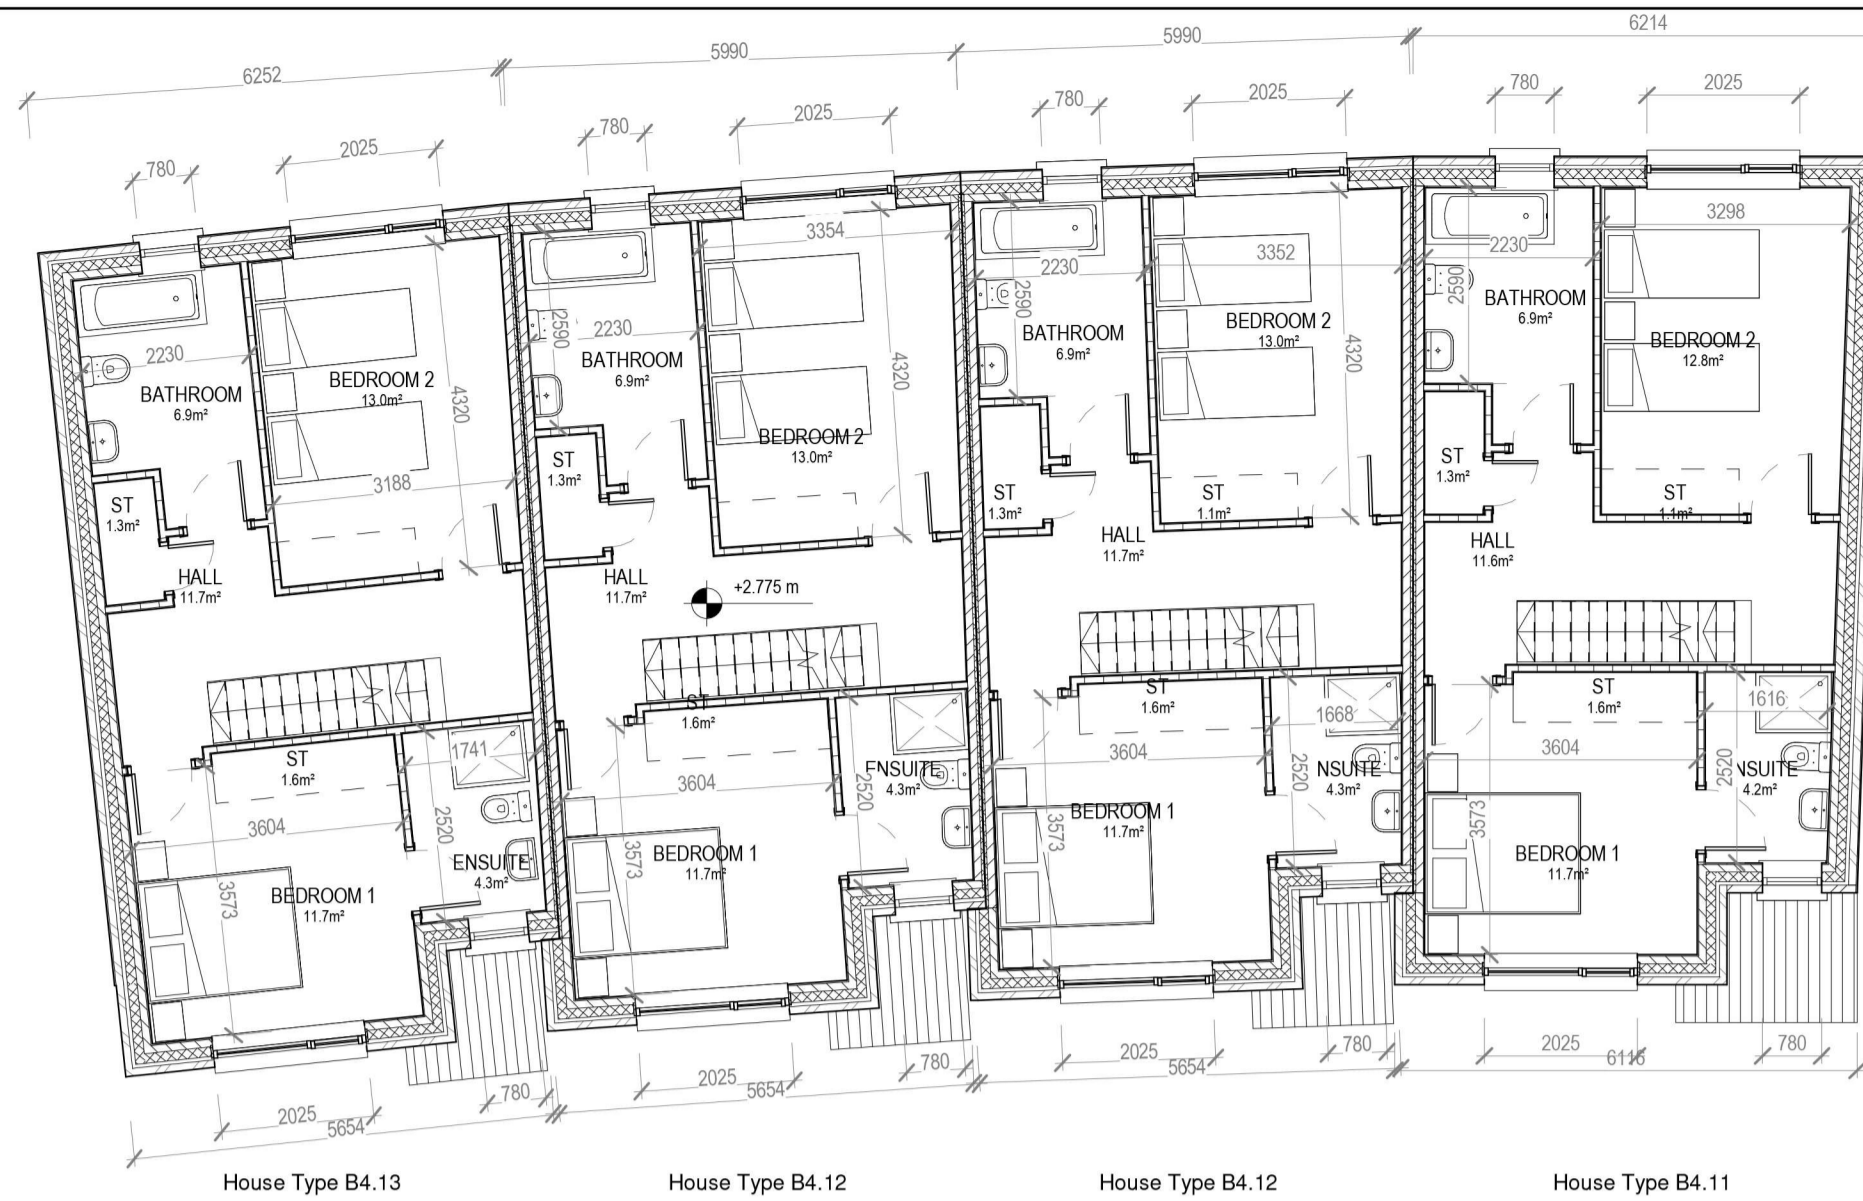 6252
5990
5990
6214
780
2025
780
2025
780
2025
780
2025
2230
BATHROOM
6.9m²
BEDROOM 2
13.0m²
4320
3188
ST
1.3m²
HALL
11.7m²
ST
1.6m²
1741
3604
2520
ENSUITE
4.3m²
3573
BEDROOM 1
11.7m²
2025
780
5654
House Type B4.13
3354
2590
2230
BATHROOM
6.9m²
4320
BEDROOM 2
13.0m²
ST
1.3m²
HALL
11.7m²
+2.775 m
ST
1.6m²
3604
ENSUITE
4.3m²
2520
3573
BEDROOM 1
11.7m²
2025
780
5654
House Type B4.12
2230
3352
2590
BATHROOM
6.9m²
BEDROOM 2
13.0m²
4320
ST
1.3m²
ST
1.1m²
HALL
11.7m²
ST
1.6m²
1668
3604
2520
NSUITE
4.3m²
3573
BEDROOM 1
11.7m²
2025
780
5654
House Type B4.12
3298
2230
2590
BATHROOM
6.9m²
BEDROOM 2
12.8m²
ST
1.3m²
ST
1.1m²
HALL
11.6m²
ST
1.6m²
1616
3604
2520
NSUITE
4.2m²
3573
BEDROOM 1
11.7m²
2025
780
6116
House Type B4.11